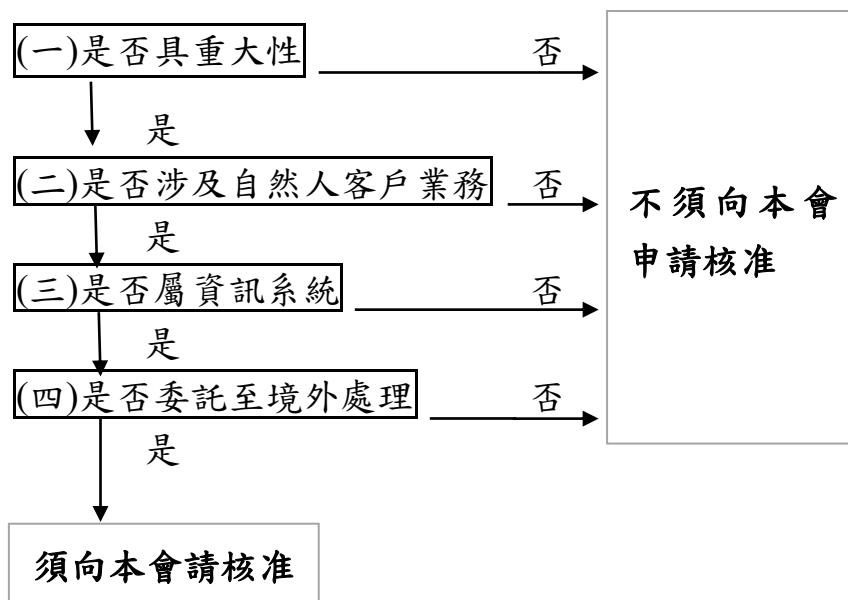 (一)是否具重大性
否
是
(二)是否涉及自然人客戶業務
否
是
(三)是否屬資訊系統
否
是
(四)是否委託至境外處理
否
是
不須向本會
申請核准
須向本會請核准